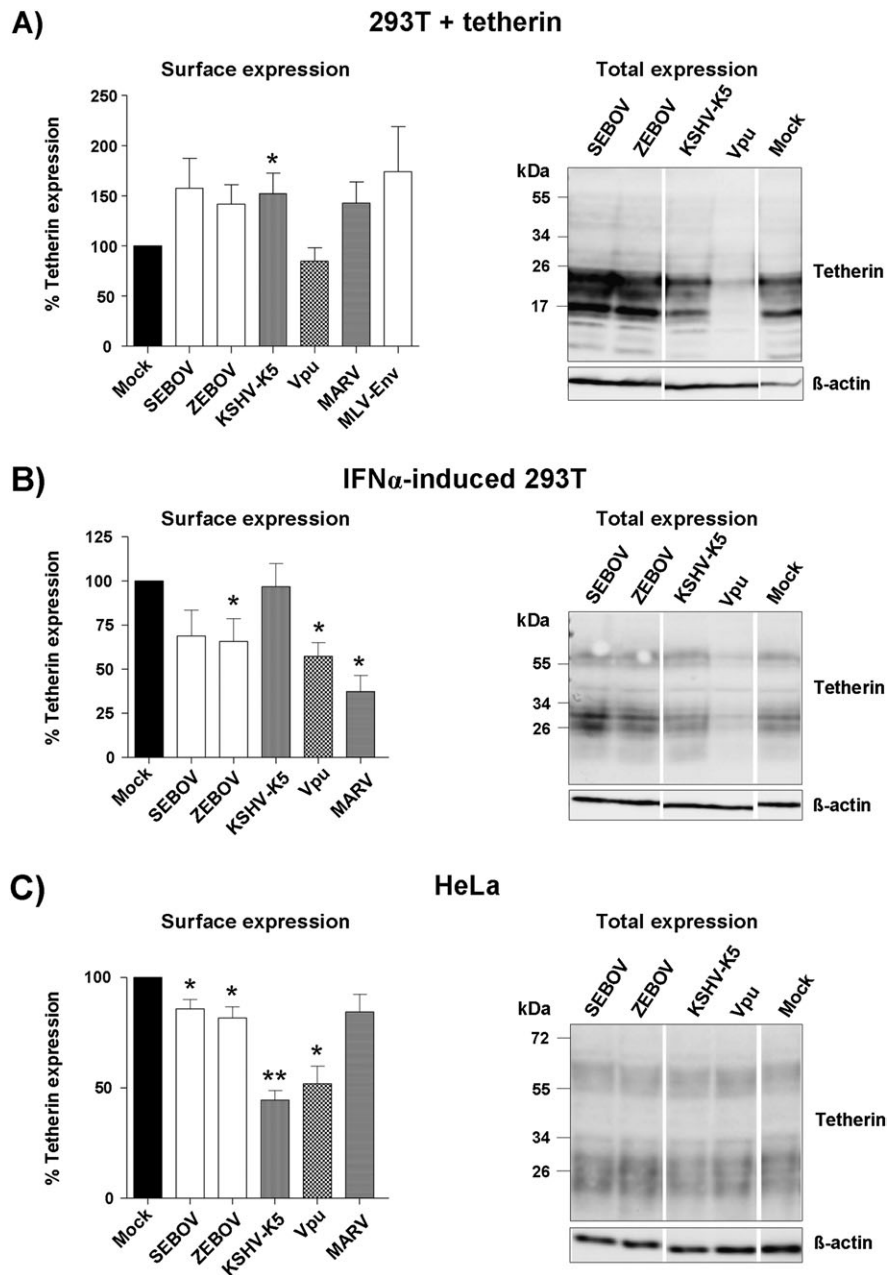 A)
293T + tetherin
Surface expression
% Tetherin expression
250
200
150
100
50
0
*
Mock
SEBOV
ZEBOV
KSHV-K5
Vpu
MARV
MLV-Env
Total expression
SEBOV
ZEBOV
KSHV-K5
Vpu
Mock
kDa
55
34
26
17
Tetherin
ß-actin
B)
IFNα-induced 293T
Surface expression
% Tetherin expression
125
100
75
50
25
0
*
*
*
Mock
SEBOV
ZEBOV
KSHV-K5
Vpu
MARV
Total expression
SEBOV
ZEBOV
KSHV-K5
Vpu
Mock
kDa
55
34
26
Tetherin
ß-actin
C)
HeLa
Surface expression
% Tetherin expression
100
50
0
*
*
**
*
Mock
SEBOV
ZEBOV
KSHV-K5
Vpu
MARV
Total expression
SEBOV
ZEBOV
KSHV-K5
Vpu
Mock
kDa
72
55
34
26
Tetherin
ß-actin